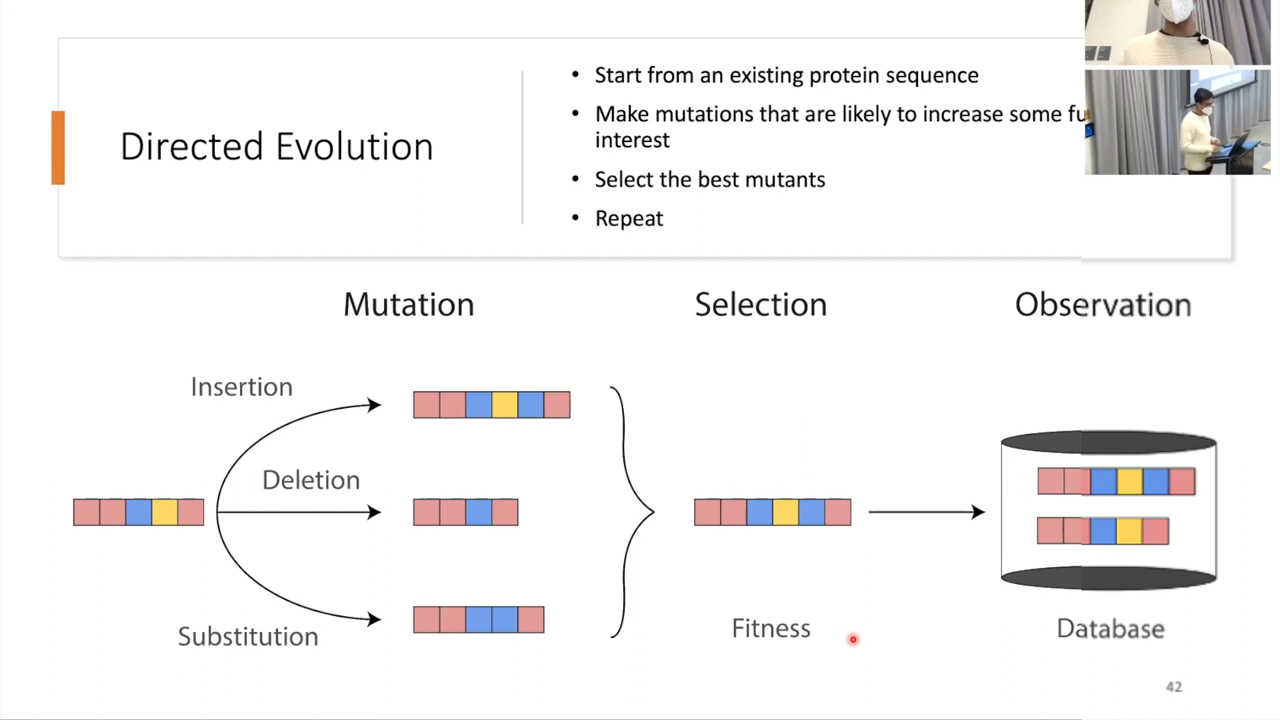 Directed Evolution
• Start from an existing protein sequence
• Make mutations that are likely to increase some
interest
• Select the best mutants
• Repeat
Mutation
Selection
Observation
Insertion
Deletion
Substitution
Fitness
Database
42